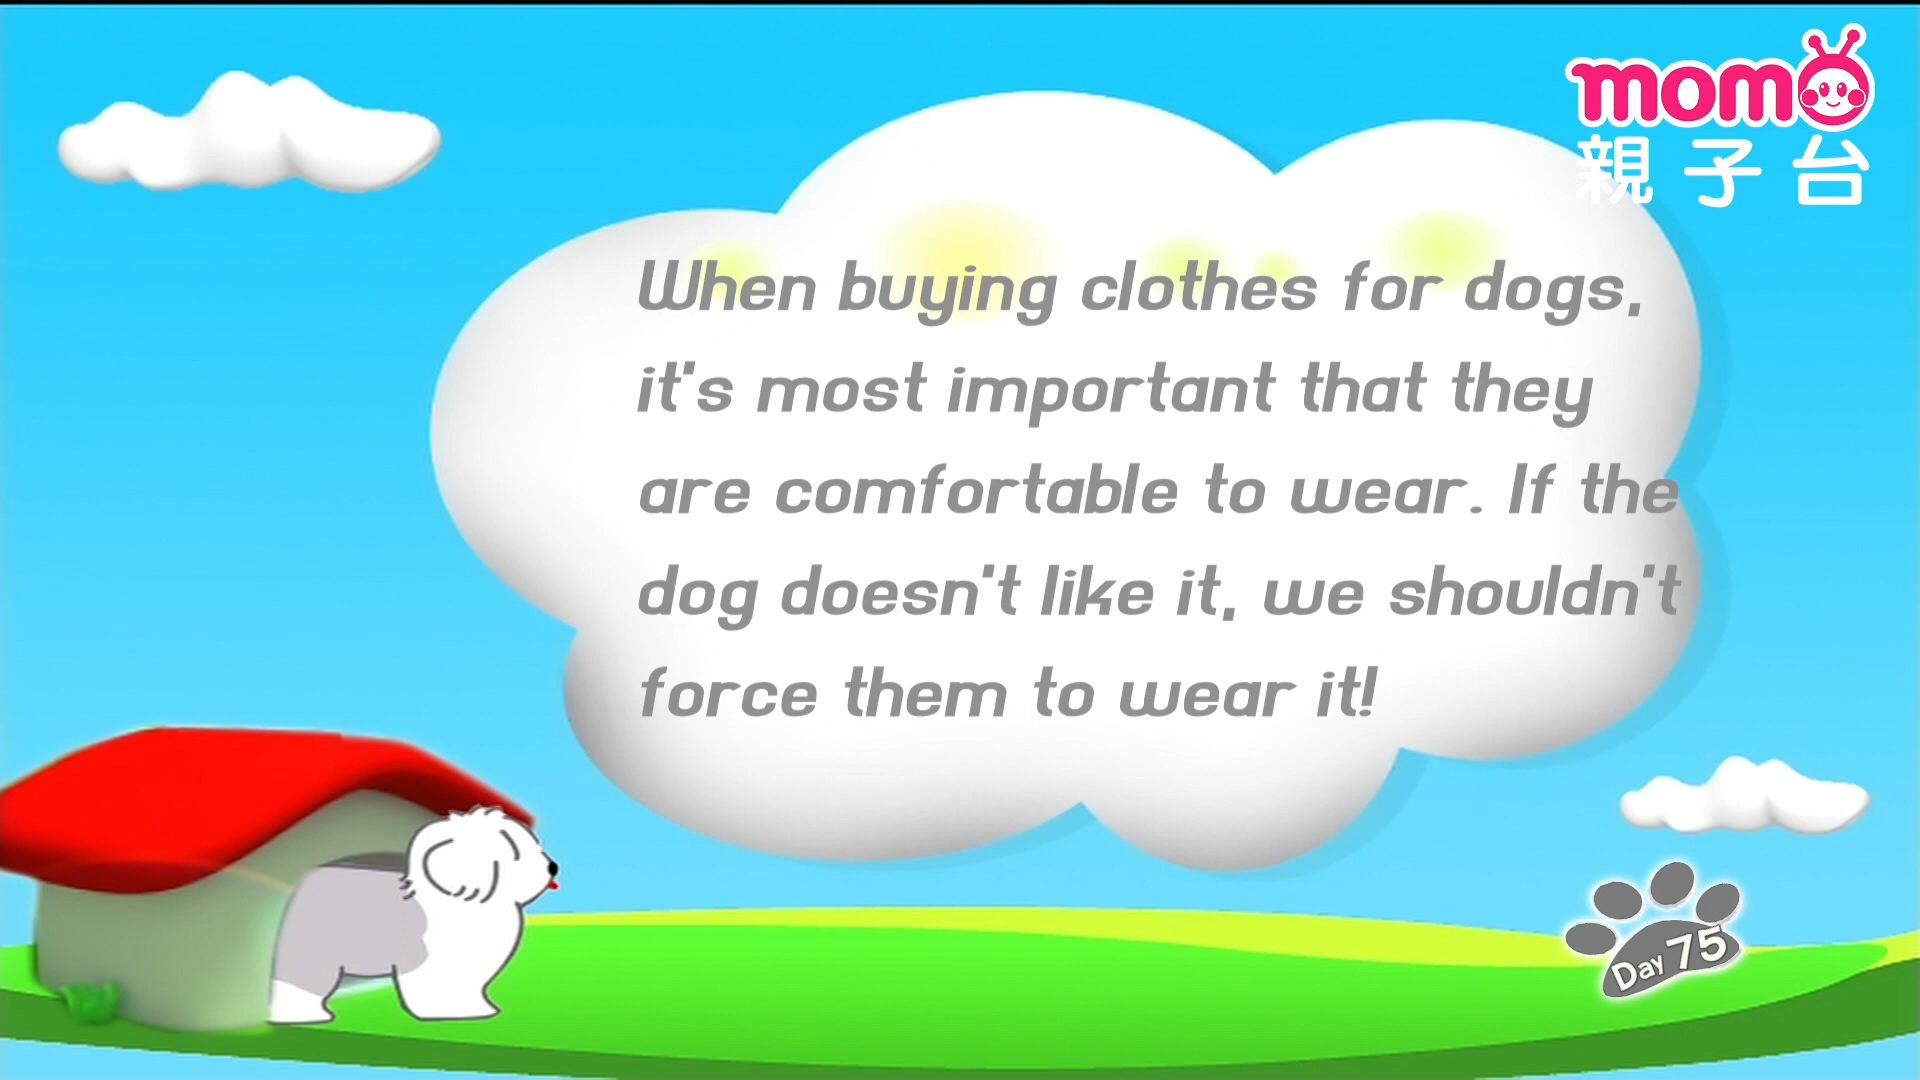 momo
親子台
When buying clothes for dogs,
it's most important that they
are comfortable to wear. If the
dog doesn't like it, we shouldn't
force them to wear it!
Day 75